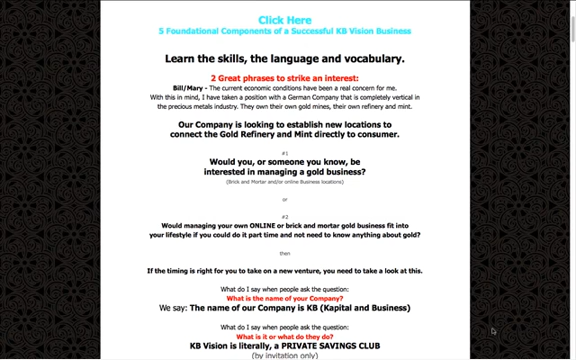 Click Here
5 Foundational Components of a Successful KB Vision Business
Learn the skills, the language and vocabulary.
2 Great phrases to strike an interest:
Bill/Mary - The current economic conditions have been a real concern for me.
With this in mind, I have taken a position with a German Company that is completely vertical in
the precious metals industry. They own their own gold mines, their own refinery and mint.
Our Company is looking to establish new locations to
connect the Gold Refinery and Mint directly to consumer.
#1
Would you, or someone you know, be
interested in managing a gold business?
(Brick and Mortar and/or online Business locations)
or
#2
Would managing your own ONLINE or brick and mortar gold business fit into
your lifestyle if you could do it part time and not need to know anything about gold?
then
If the timing is right for you to take on a new venture, you need to take a look at this.
What do I say when people ask the question:
What is the name of your Company?
We say: The name of our Company is KB (Kapital and Business)
What do I say when people ask the question:
What is it or what do they do?
KB Vision is literally, a PRIVATE SAVINGS CLUB
(by invitation only)